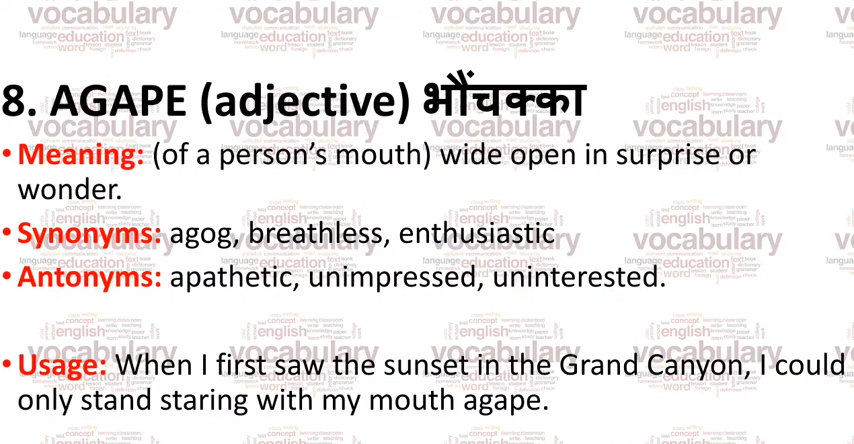 8. AGAPE (adjective) भौंचक्का
• Meaning: (of a person’s mouth) wide open in surprise or
wonder.
• Synonyms: agog, breathless, enthusiastic
• Antonyms: apathetic, unimpressed, uninterested.
• Usage: When I first saw the sunset in the Grand Canyon, I could
only stand staring with my mouth agape.